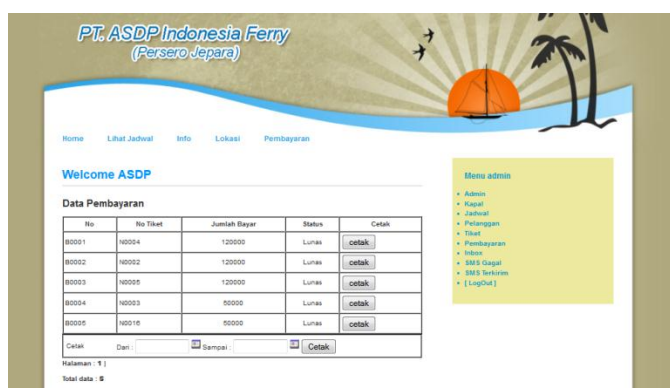 PT. ASDP Indonesia Ferry
(Persero Jepara)
Home Lihat Jadwal Info Lokasi Pembayaran
Welcome ASDP
Data Pembayaran
No No Tiket Jumlah Bayar Status Cetak
B0001 N0004 120000 Lunas cetak
B0002 N0002 120000 Lunas cetak
B0003 N0005 120000 Lunas cetak
B0004 N0003 50000 Lunas cetak
B0005 N0016 50000 Lunas cetak
Cetak Dari : Sampai : Cetak
Halaman : 1 |
Total data : 5
Menu admin
Admin
Kapal
Jadwal
Pelanggan
Tiket
Pembayaran
Inbox
SMS Gagal
SMS Terkirim
[ LogOut ]